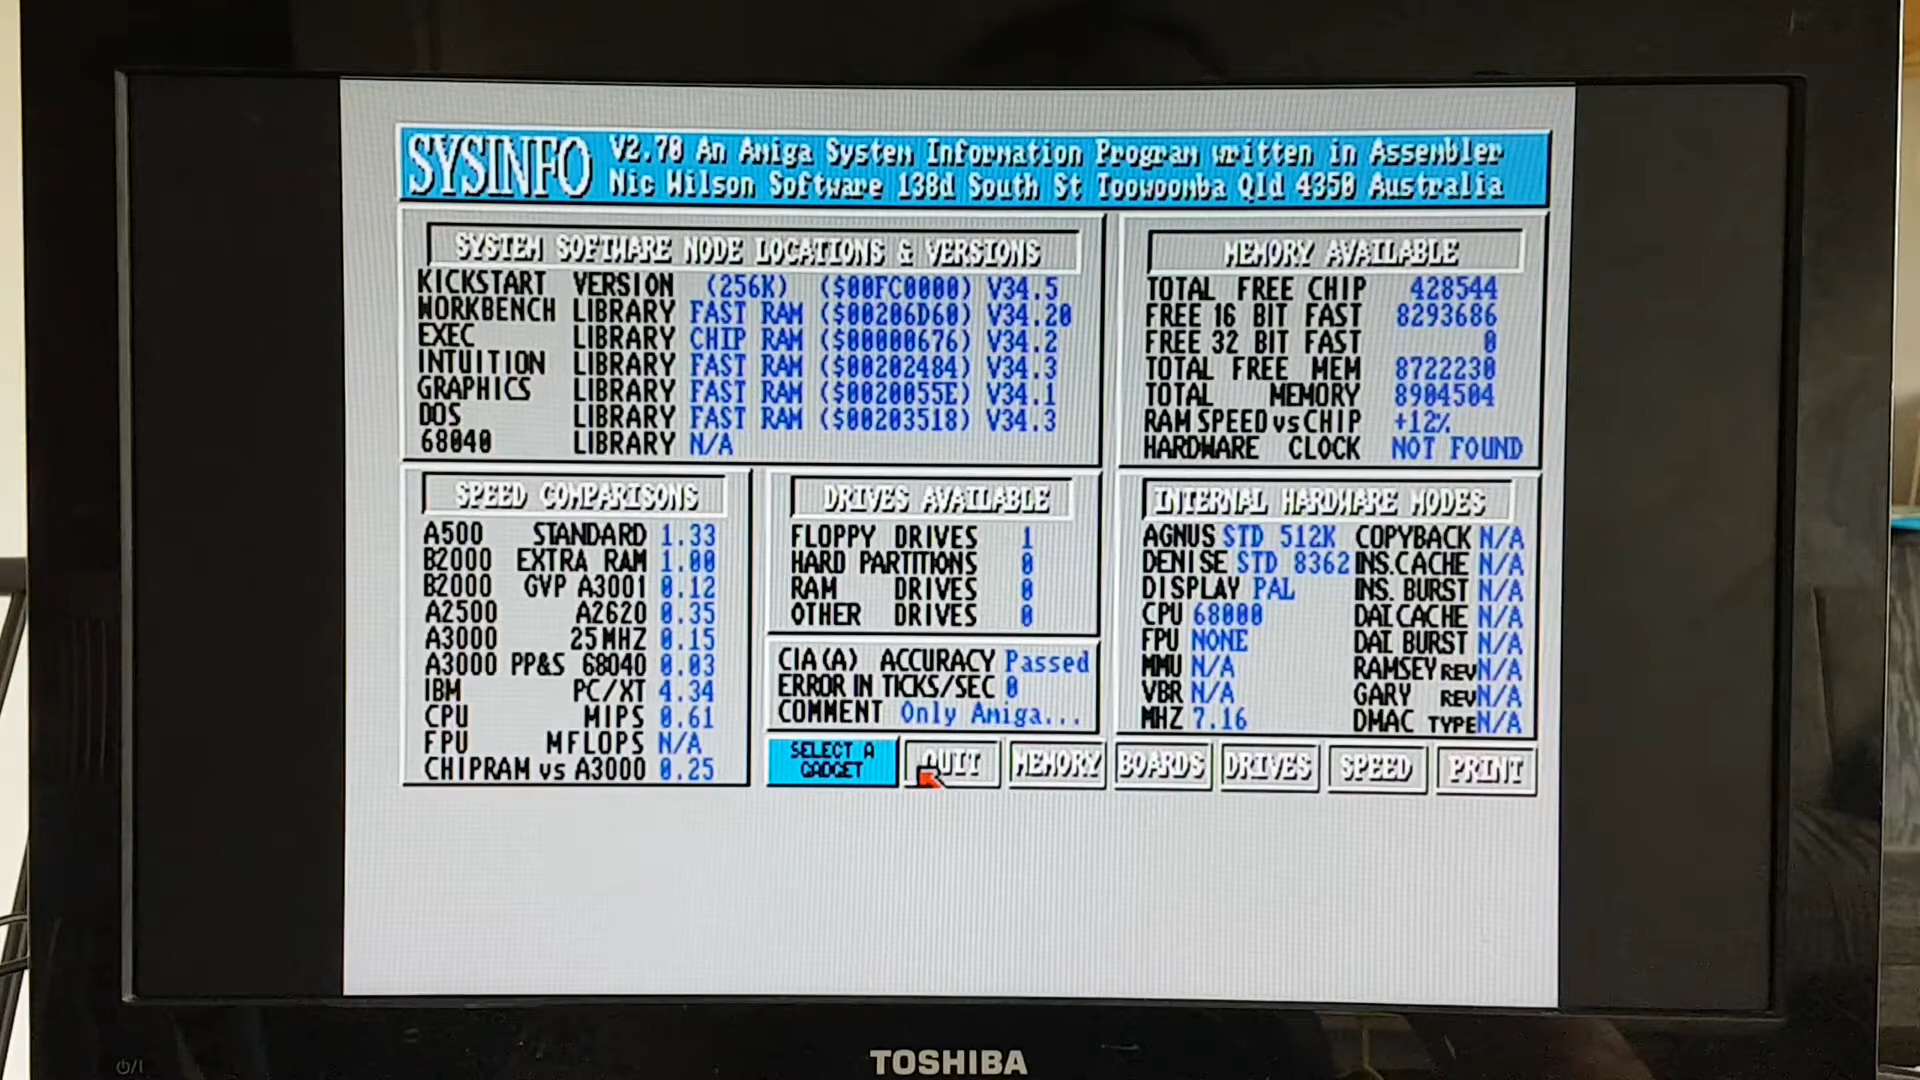 SYSINFO
V2.70 An Amiga System Information Program written in Assembler
Nic Wilson Software 138d South St Toowoomba Qld 4350 Australia
SYSTEM SOFTWARE NODE LOCATIONS & VERSIONS
KICKSTART VERSION (256K) ($00FC0000) V34.5
WORKBENCH LIBRARY FAST RAM ($00206D60) V34.20
EXEC LIBRARY CHIP RAM ($00000676) V34.2
INTUITION LIBRARY FAST RAM ($00202484) V34.3
GRAPHICS LIBRARY FAST RAM ($0020055E) V34.1
DOS LIBRARY FAST RAM ($00203518) V34.3
68040 LIBRARY N/A
MEMORY AVAILABLE
TOTAL FREE CHIP 428544
FREE 16 BIT FAST 8293686
FREE 32 BIT FAST 0
TOTAL FREE MEM 8722230
TOTAL MEMORY 8904504
RAM SPEED vs CHIP +12%
HARDWARE CLOCK NOT FOUND
SPEED COMPARISONS
A500 STANDARD 1.33
B2000 EXTRA RAM 1.00
B2000 GVP A3001 0.12
A2500 A2620 0.35
A3000 25MHZ 0.15
A3000 PP&S 68040 0.03
IBM PC/XT 4.34
CPU MIPS 0.61
FPU MFLOPS N/A
CHIPRAM vs A3000 0.25
DRIVES AVAILABLE
FLOPPY DRIVES 1
HARD PARTITIONS 0
RAM DRIVES 0
OTHER DRIVES 0
CIA(A) ACCURACY Passed
ERROR IN TICKS/SEC 0
COMMENT Only Amiga...
INTERNAL HARDWARE MODES
AGNUS STD 512K COPYBACK N/A
DENISE STD 8362 INS.CACHE N/A
DISPLAY PAL INS. BURST N/A
CPU 68000 DAT.CACHE N/A
FPU NONE DAT BURST N/A
MMU N/A RAMSEY REV N/A
VBR N/A GARY REV N/A
MHZ 7.16 DMAC TYPE N/A
SELECT A
GADGET
QUIT MEMORY BOARDS DRIVES SPEED PRINT
TOSHIBA